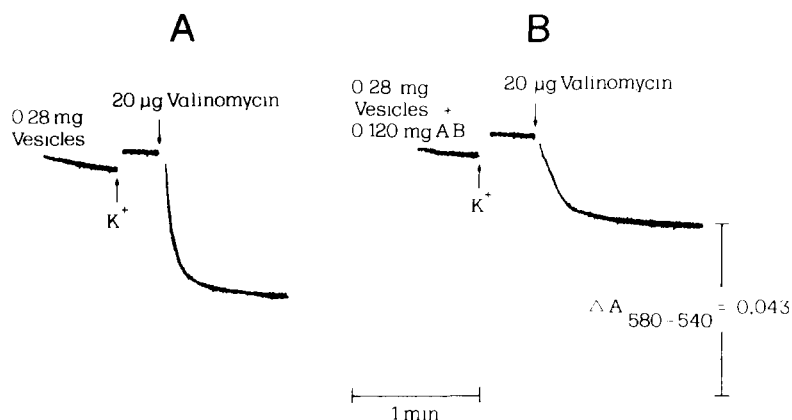 A
B
20 µg Valinomycin
0 28 mg
Vesicles
K+
20 µg Valinomycin
0 28 mg
Vesicles +
0 120 mg A B
K+
Δ A 580 - 540 = 0.043
1 min